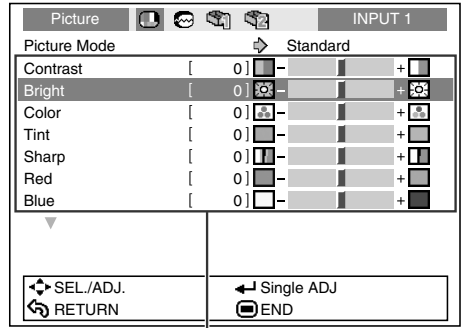 Picture INPUT 1
Picture Mode Standard
Contrast [ 0] - +
Bright [ 0] - +
Color [ 0] - +
Tint [ 0] - +
Sharp [ 0] - +
Red [ 0] - +
Blue [ 0] - +
SEL./ADJ. Single ADJ
RETURN END